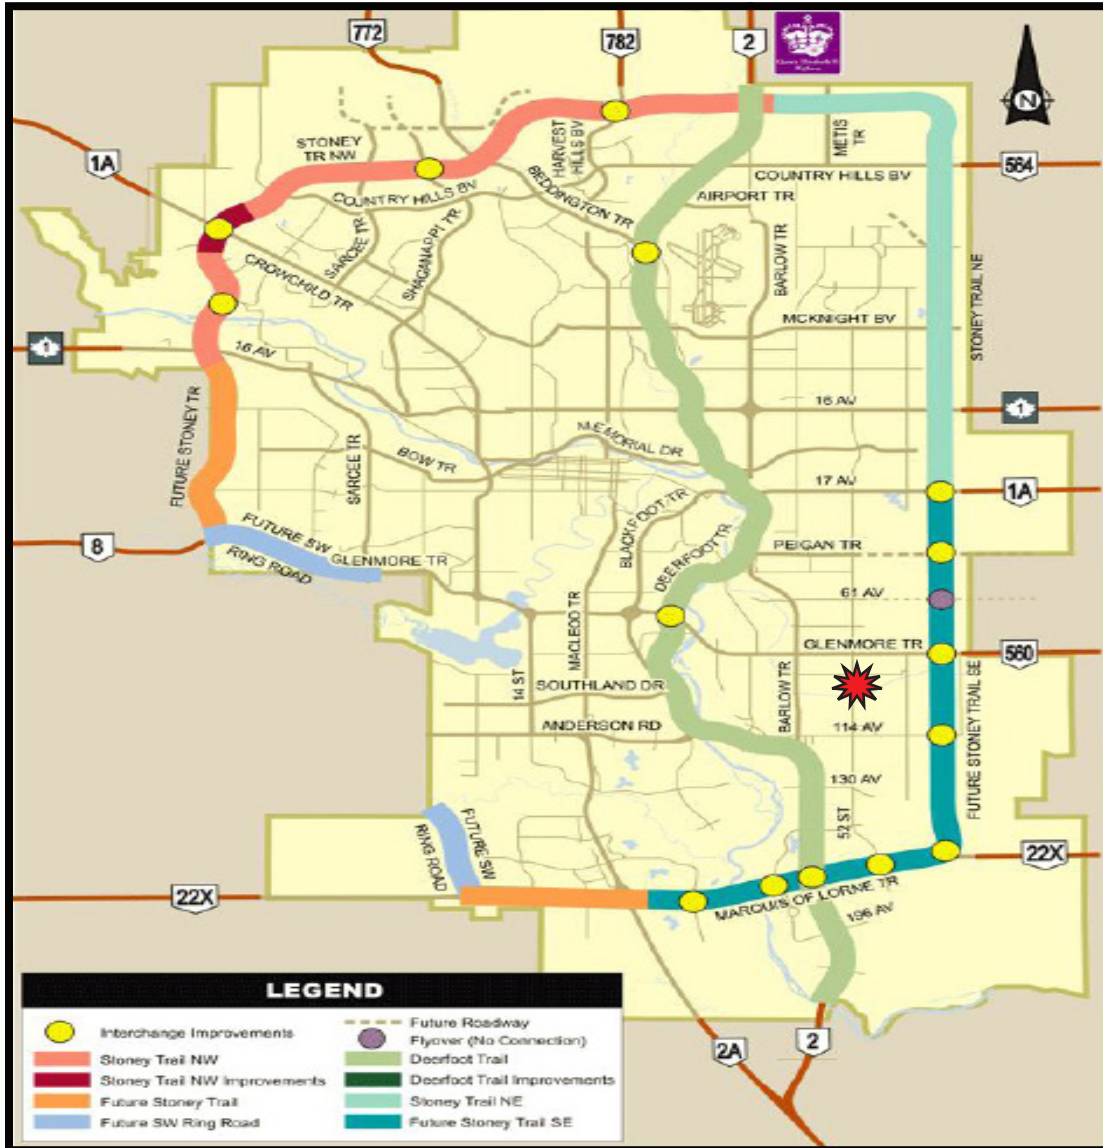 772
782
2
N
1A
STONEY
TR NW
HARVEST
HILLS BV
METIS
TR
564
COUNTRY HILLS BV
COUNTRY HILLS BV
BEDDINGTON TR
AIRPORT TR
SARCEE TR
SHAGANAPPI TR
BARLOW TR
STONEY TRAIL NE
CROWCHILD TR
MCKNIGHT BV
1
16 AV
16 AV
1
FUTURE STONEY TR
SARCEE TR
BOW TR
MEMORIAL DR
17 AV
1A
BLACKFOOT TR
DEERFOOT TR
PEIGAN TR
8
FUTURE SW
RING ROAD
GLENMORE TR
61 AV
MACLEOD TR
GLENMORE TR
560
14 ST
SOUTHLAND DR
BARLOW TR
ANDERSON RD
114 AV
FUTURE STONEY TRAIL SE
130 AV
52 ST
FUTURE SW
RING ROAD
22X
22X
MARQUIS OF LORNE TR
196 AV
2A
2
LEGEND
Interchange Improvements
Stoney Trail NW
Stoney Trail NW Improvements
Future Stoney Trail
Future SW Ring Road
Future Roadway
Flyover (No Connection)
Deerfoot Trail
Deerfoot Trail Improvements
Stoney Trail NE
Future Stoney Trail SE